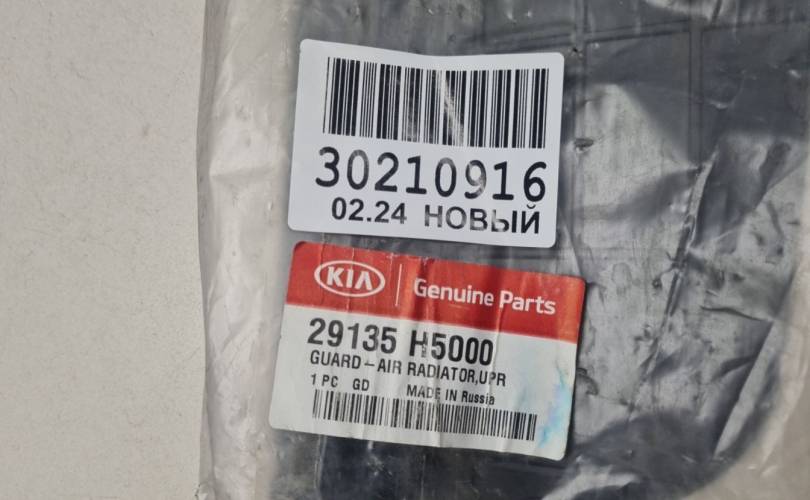 30210916
02.24 НОВЫЙ
KIA Genuine Parts
29135 H5000
GUARD-AIR RADIATOR,UPR
1 PC GD MADE IN Russia